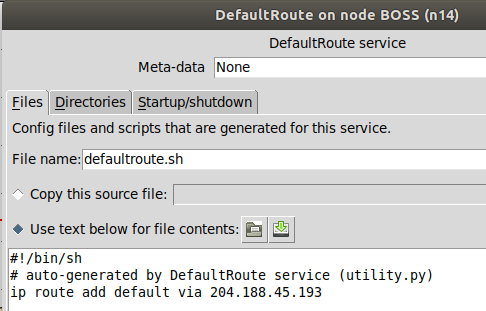 DefaultRoute on node BOSS (n14)
DefaultRoute service
Meta-data None
Files Directories Startup/shutdown
Config files and scripts that are generated for this service.
File name: defaultroute.sh
Copy this source file:
Use text below for file contents:
#!/bin/sh
# auto-generated by DefaultRoute service (utility.py)
ip route add default via 204.188.45.193